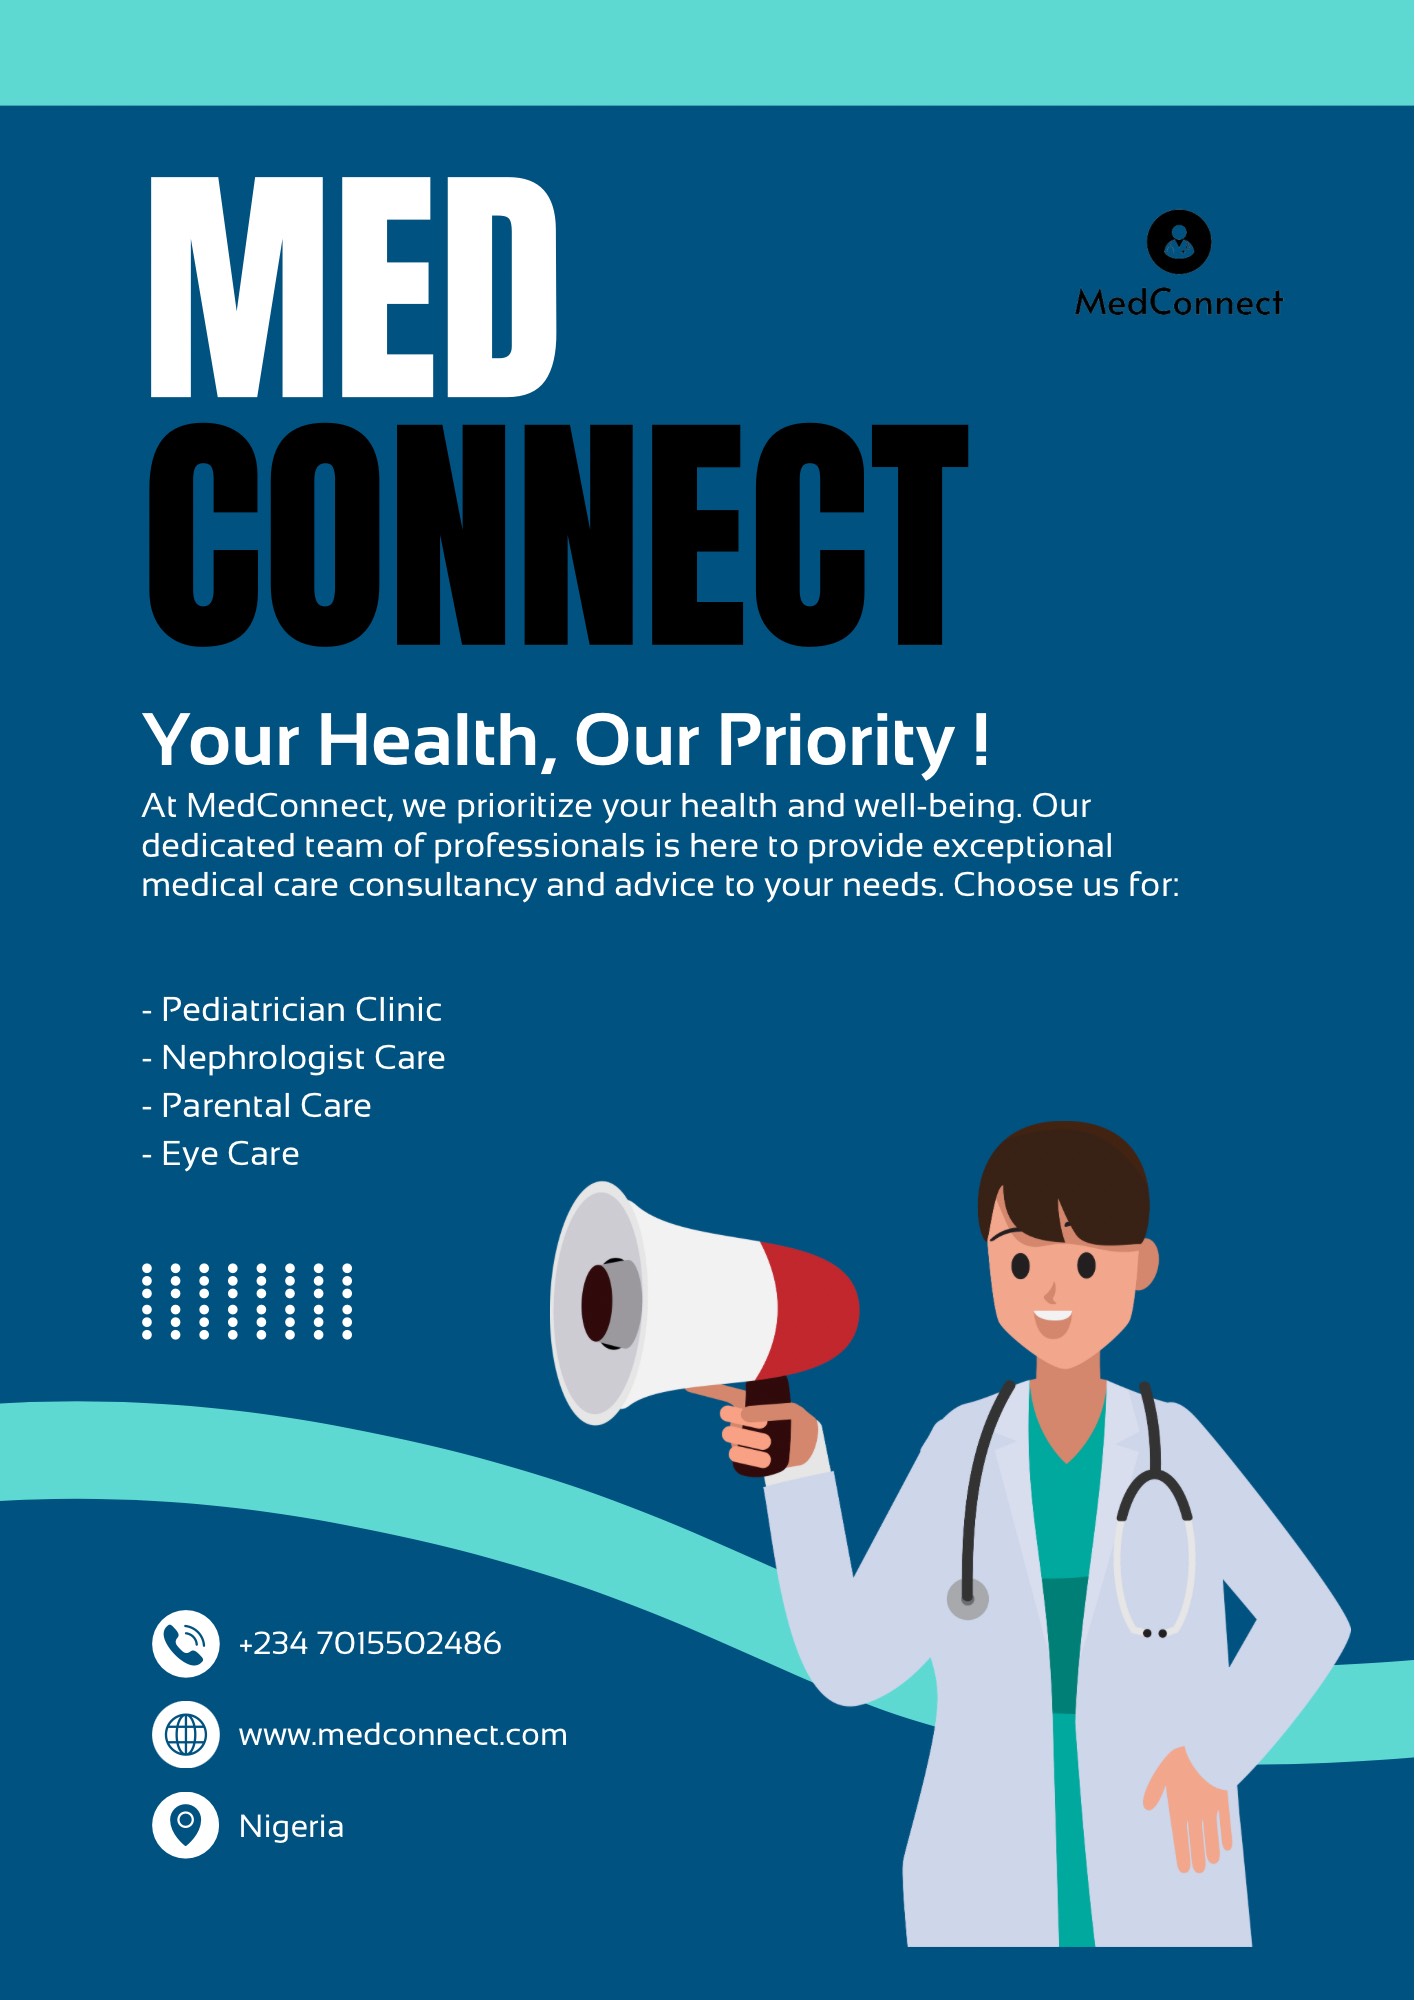 MED
MedConnect
CONNECT
Your Health, Our Priority !
At MedConnect, we prioritize your health and well-being. Our
dedicated team of professionals is here to provide exceptional
medical care consultancy and advice to your needs. Choose us for:
- Pediatrician Clinic
- Nephrologist Care
- Parental Care
- Eye Care
+234 7015502486
www.medconnect.com
Nigeria